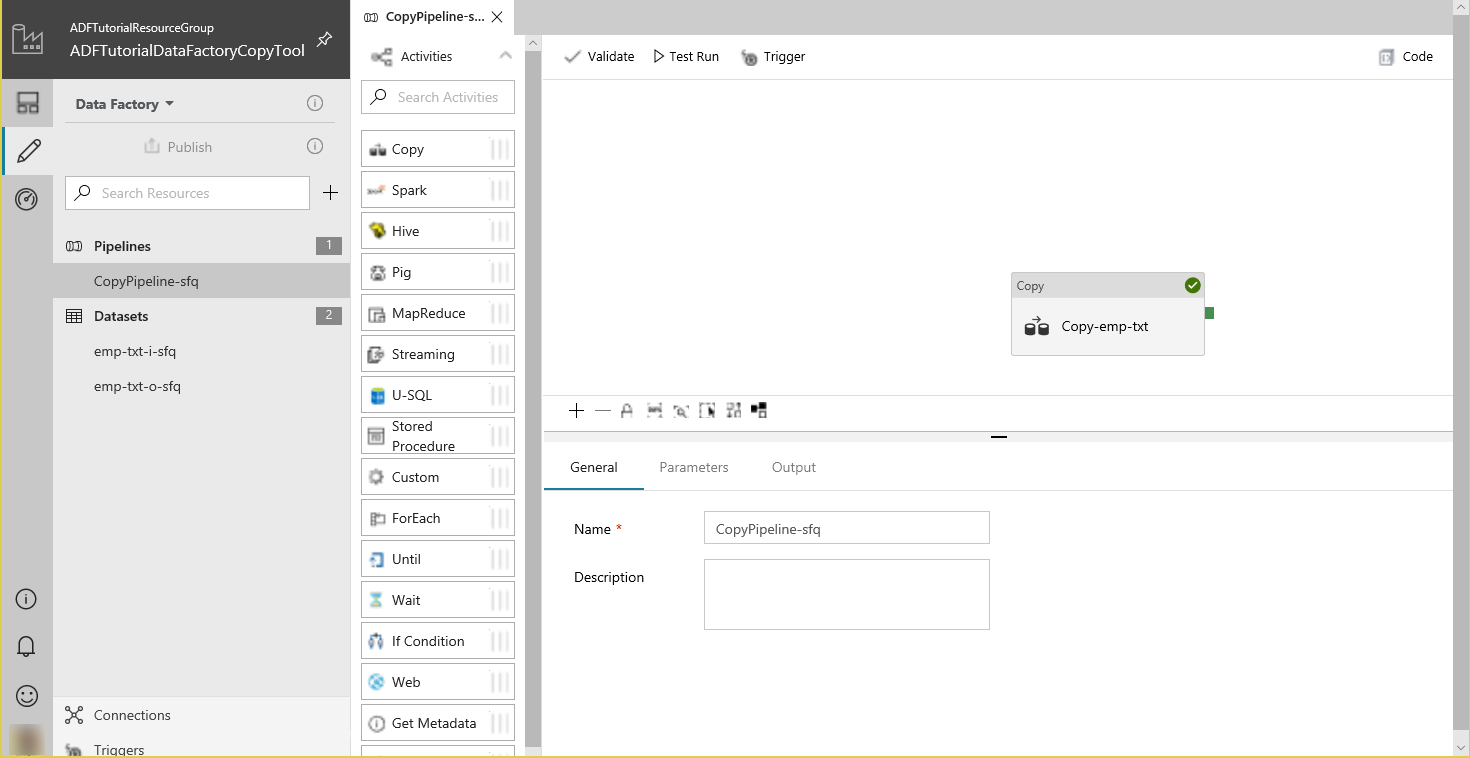 ADFTutorialResourceGroup
ADFTutorialDataFactoryCopyTool
Data Factory
Publish
Search Resources
Pipelines 1
CopyPipeline-sfq
Datasets 2
emp-txt-i-sfq
emp-txt-o-sfq
Connections
Triggers
CopyPipeline-s...
Activities
Search Activities
Copy
Spark
Hive
Pig
MapReduce
Streaming
U-SQL
Stored
Procedure
Custom
ForEach
Until
Wait
If Condition
Web
Get Metadata
Validate Test Run Trigger Code
Copy
Copy-emp-txt
General Parameters Output
Name * CopyPipeline-sfq
Description